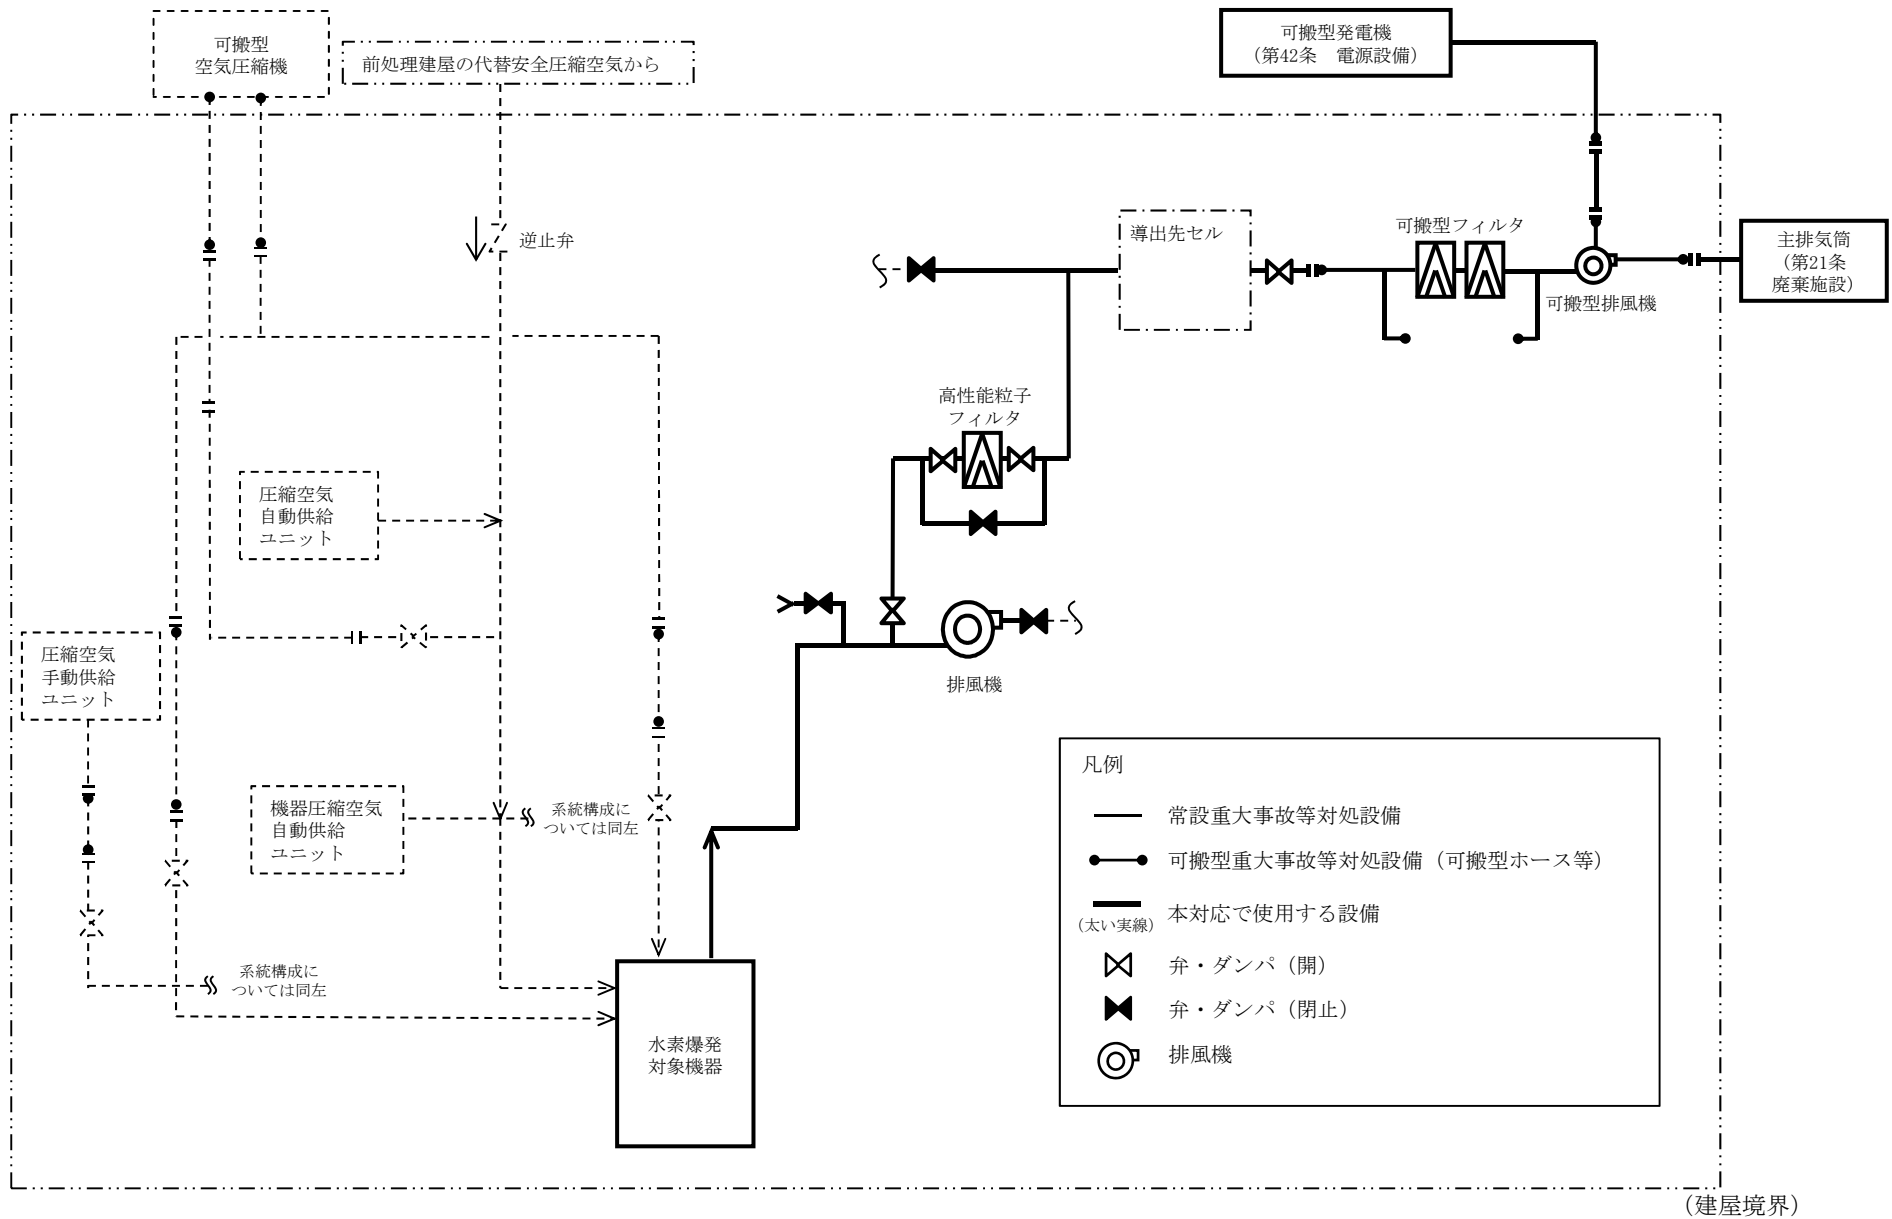 可搬型
空気圧縮機
前処理建屋の代替安全圧縮空気から
可搬型発電機
（第42条　電源設備）
逆止弁
導出先セル
可搬型フィルタ
可搬型排風機
主排気筒
（第21条
廃棄施設）
高性能粒子
フィルタ
圧縮空気
自動供給
ユニット
圧縮空気
手動供給
ユニット
排風機
機器圧縮空気
自動供給
ユニット
系統構成に
ついては同左
系統構成に
ついては同左
水素爆発
対象機器
凡例
常設重大事故等対処設備
可搬型重大事故等対処設備（可搬型ホース等）
（太い実線）
本対応で使用する設備
弁・ダンパ（開）
弁・ダンパ（閉止）
排風機
（建屋境界）